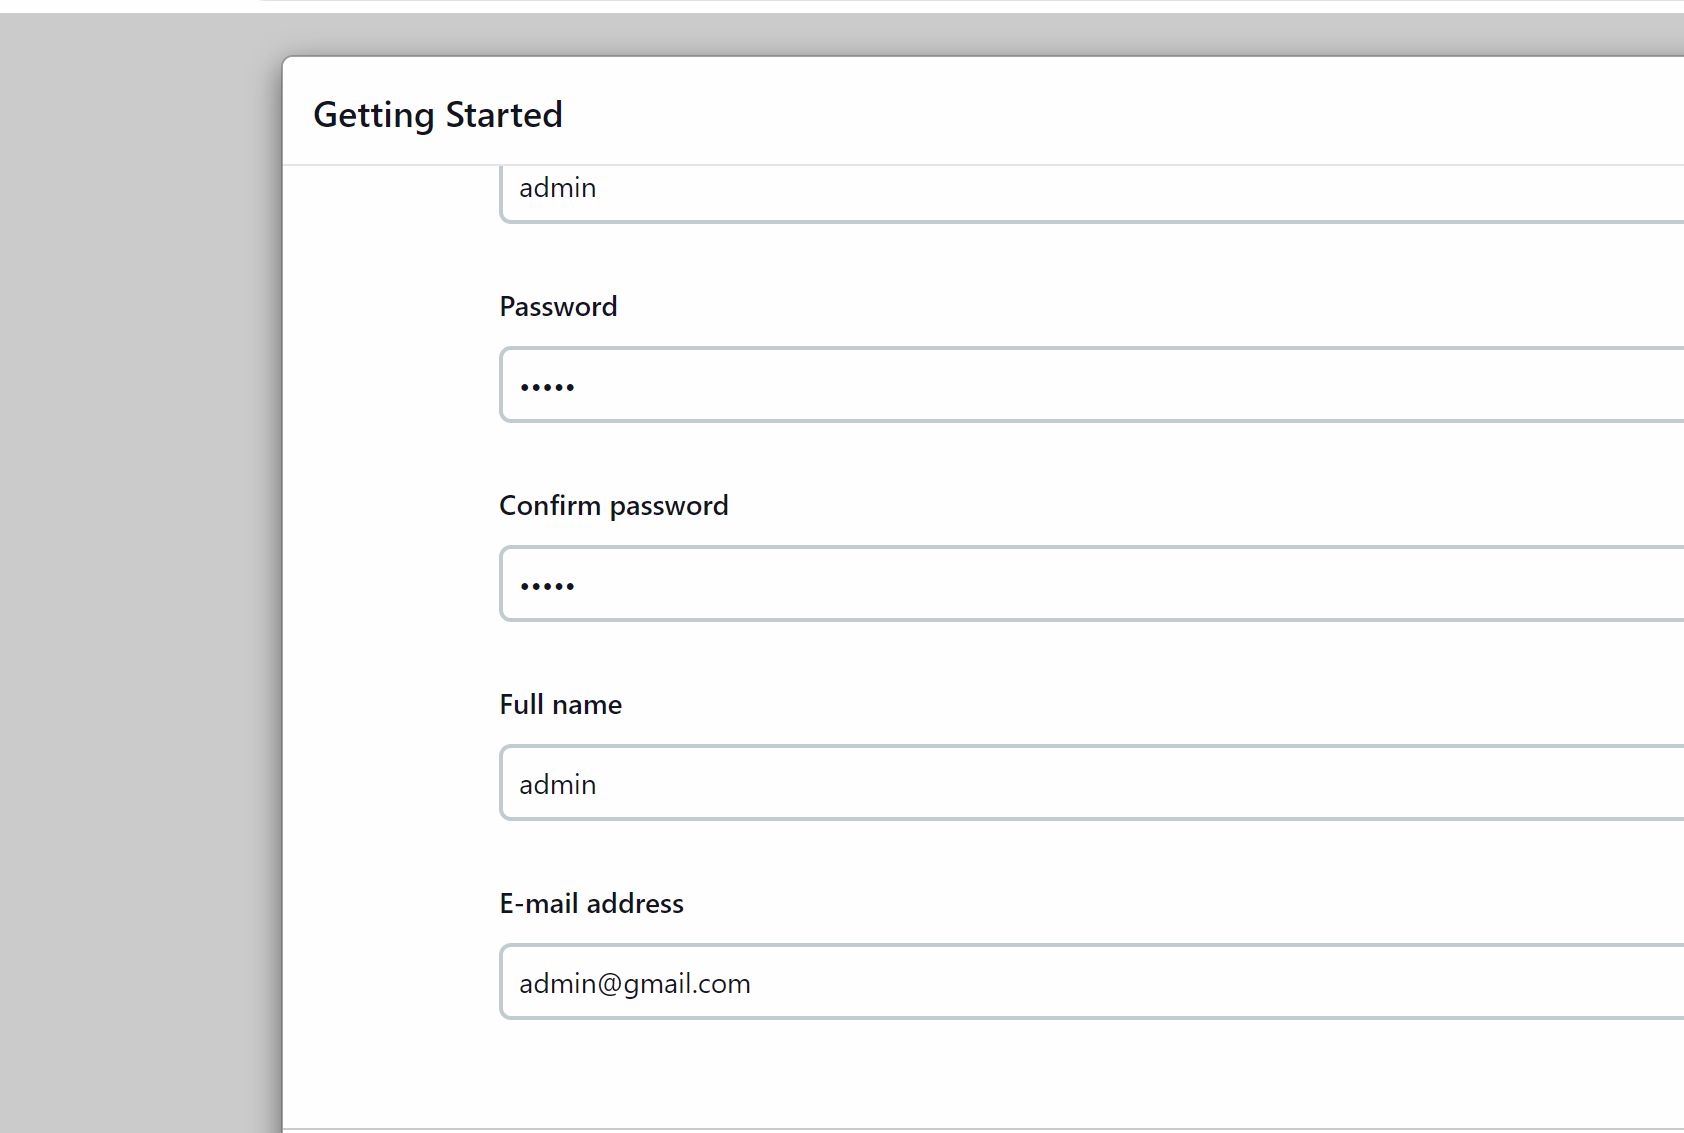 Getting Started
admin
Password
•••••
Confirm password
•••••
Full name
admin
E-mail address
admin@gmail.com